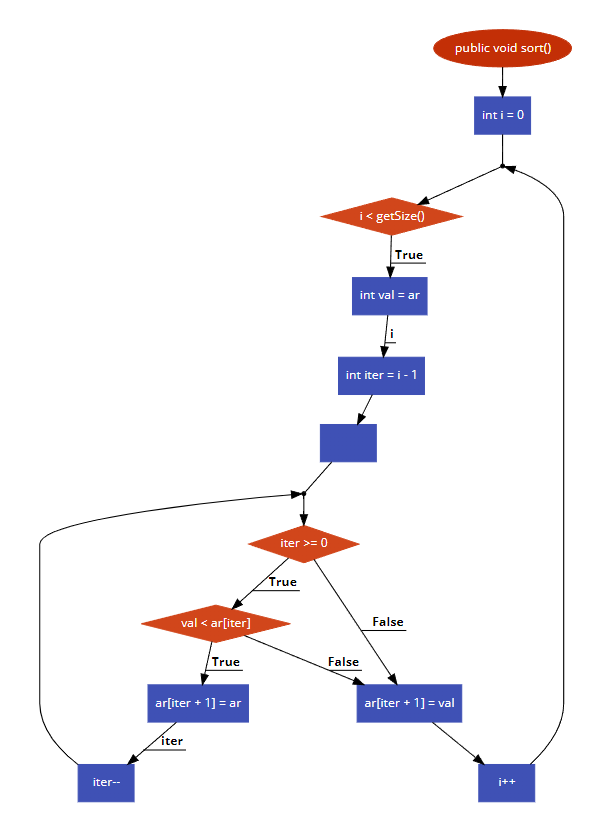 public void sort()
int i = 0
i < getSize()
True
int val = ar
i
int iter = i - 1
iter >= 0
True
False
val < ar[iter]
True
False
ar[iter + 1] = ar
ar[iter + 1] = val
iter
iter--
i++